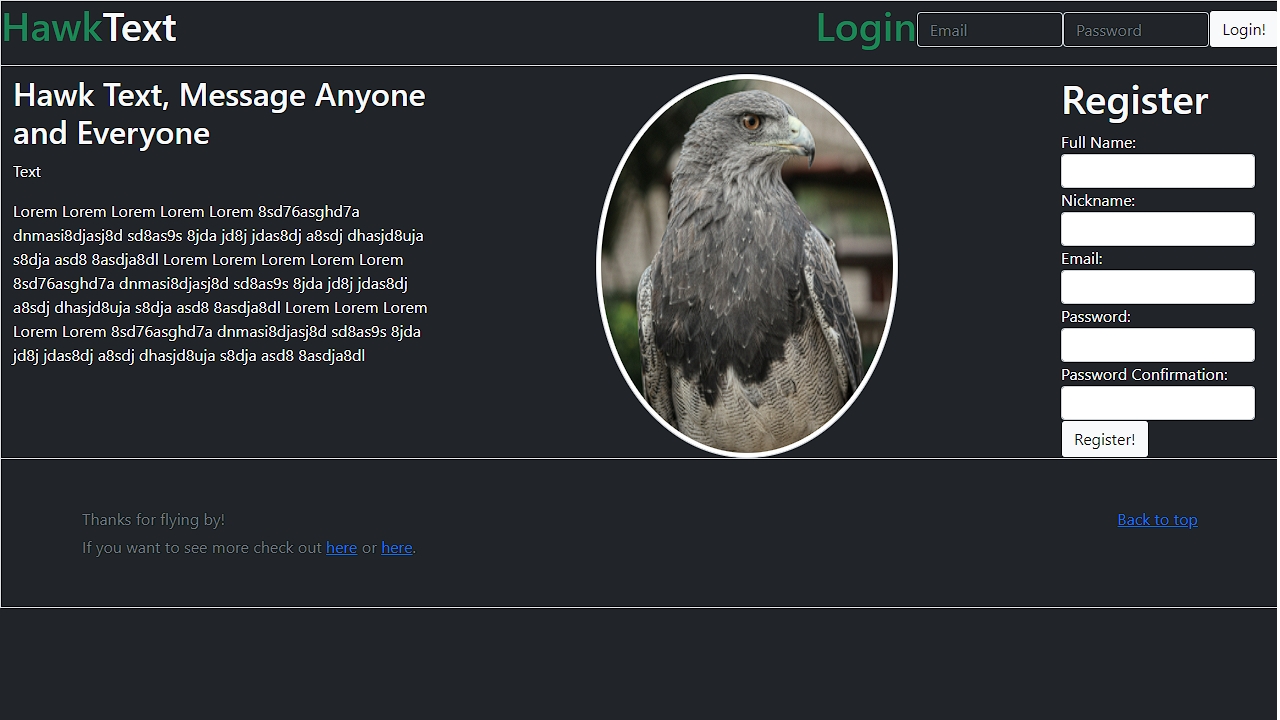 HawkText
Login Email Password Login!
Hawk Text, Message Anyone
and Everyone
Text
Lorem Lorem Lorem Lorem Lorem 8sd76asghd7a
dnmasi8djasj8d sd8as9s 8jda jd8j jdas8dj a8sdj dhasjd8uja
s8dja asd8 8asdja8dl Lorem Lorem Lorem Lorem Lorem
8sd76asghd7a dnmasi8djasj8d sd8as9s 8jda jd8j jdas8dj
a8sdj dhasjd8uja s8dja asd8 8asdja8dl Lorem Lorem Lorem
Lorem Lorem 8sd76asghd7a dnmasi8djasj8d sd8as9s 8jda
jd8j jdas8dj a8sdj dhasjd8uja s8dja asd8 8asdja8dl
Register
Full Name:
Nickname:
Email:
Password:
Password Confirmation:
Register!
Thanks for flying by!
If you want to see more check out here or here.
Back to top